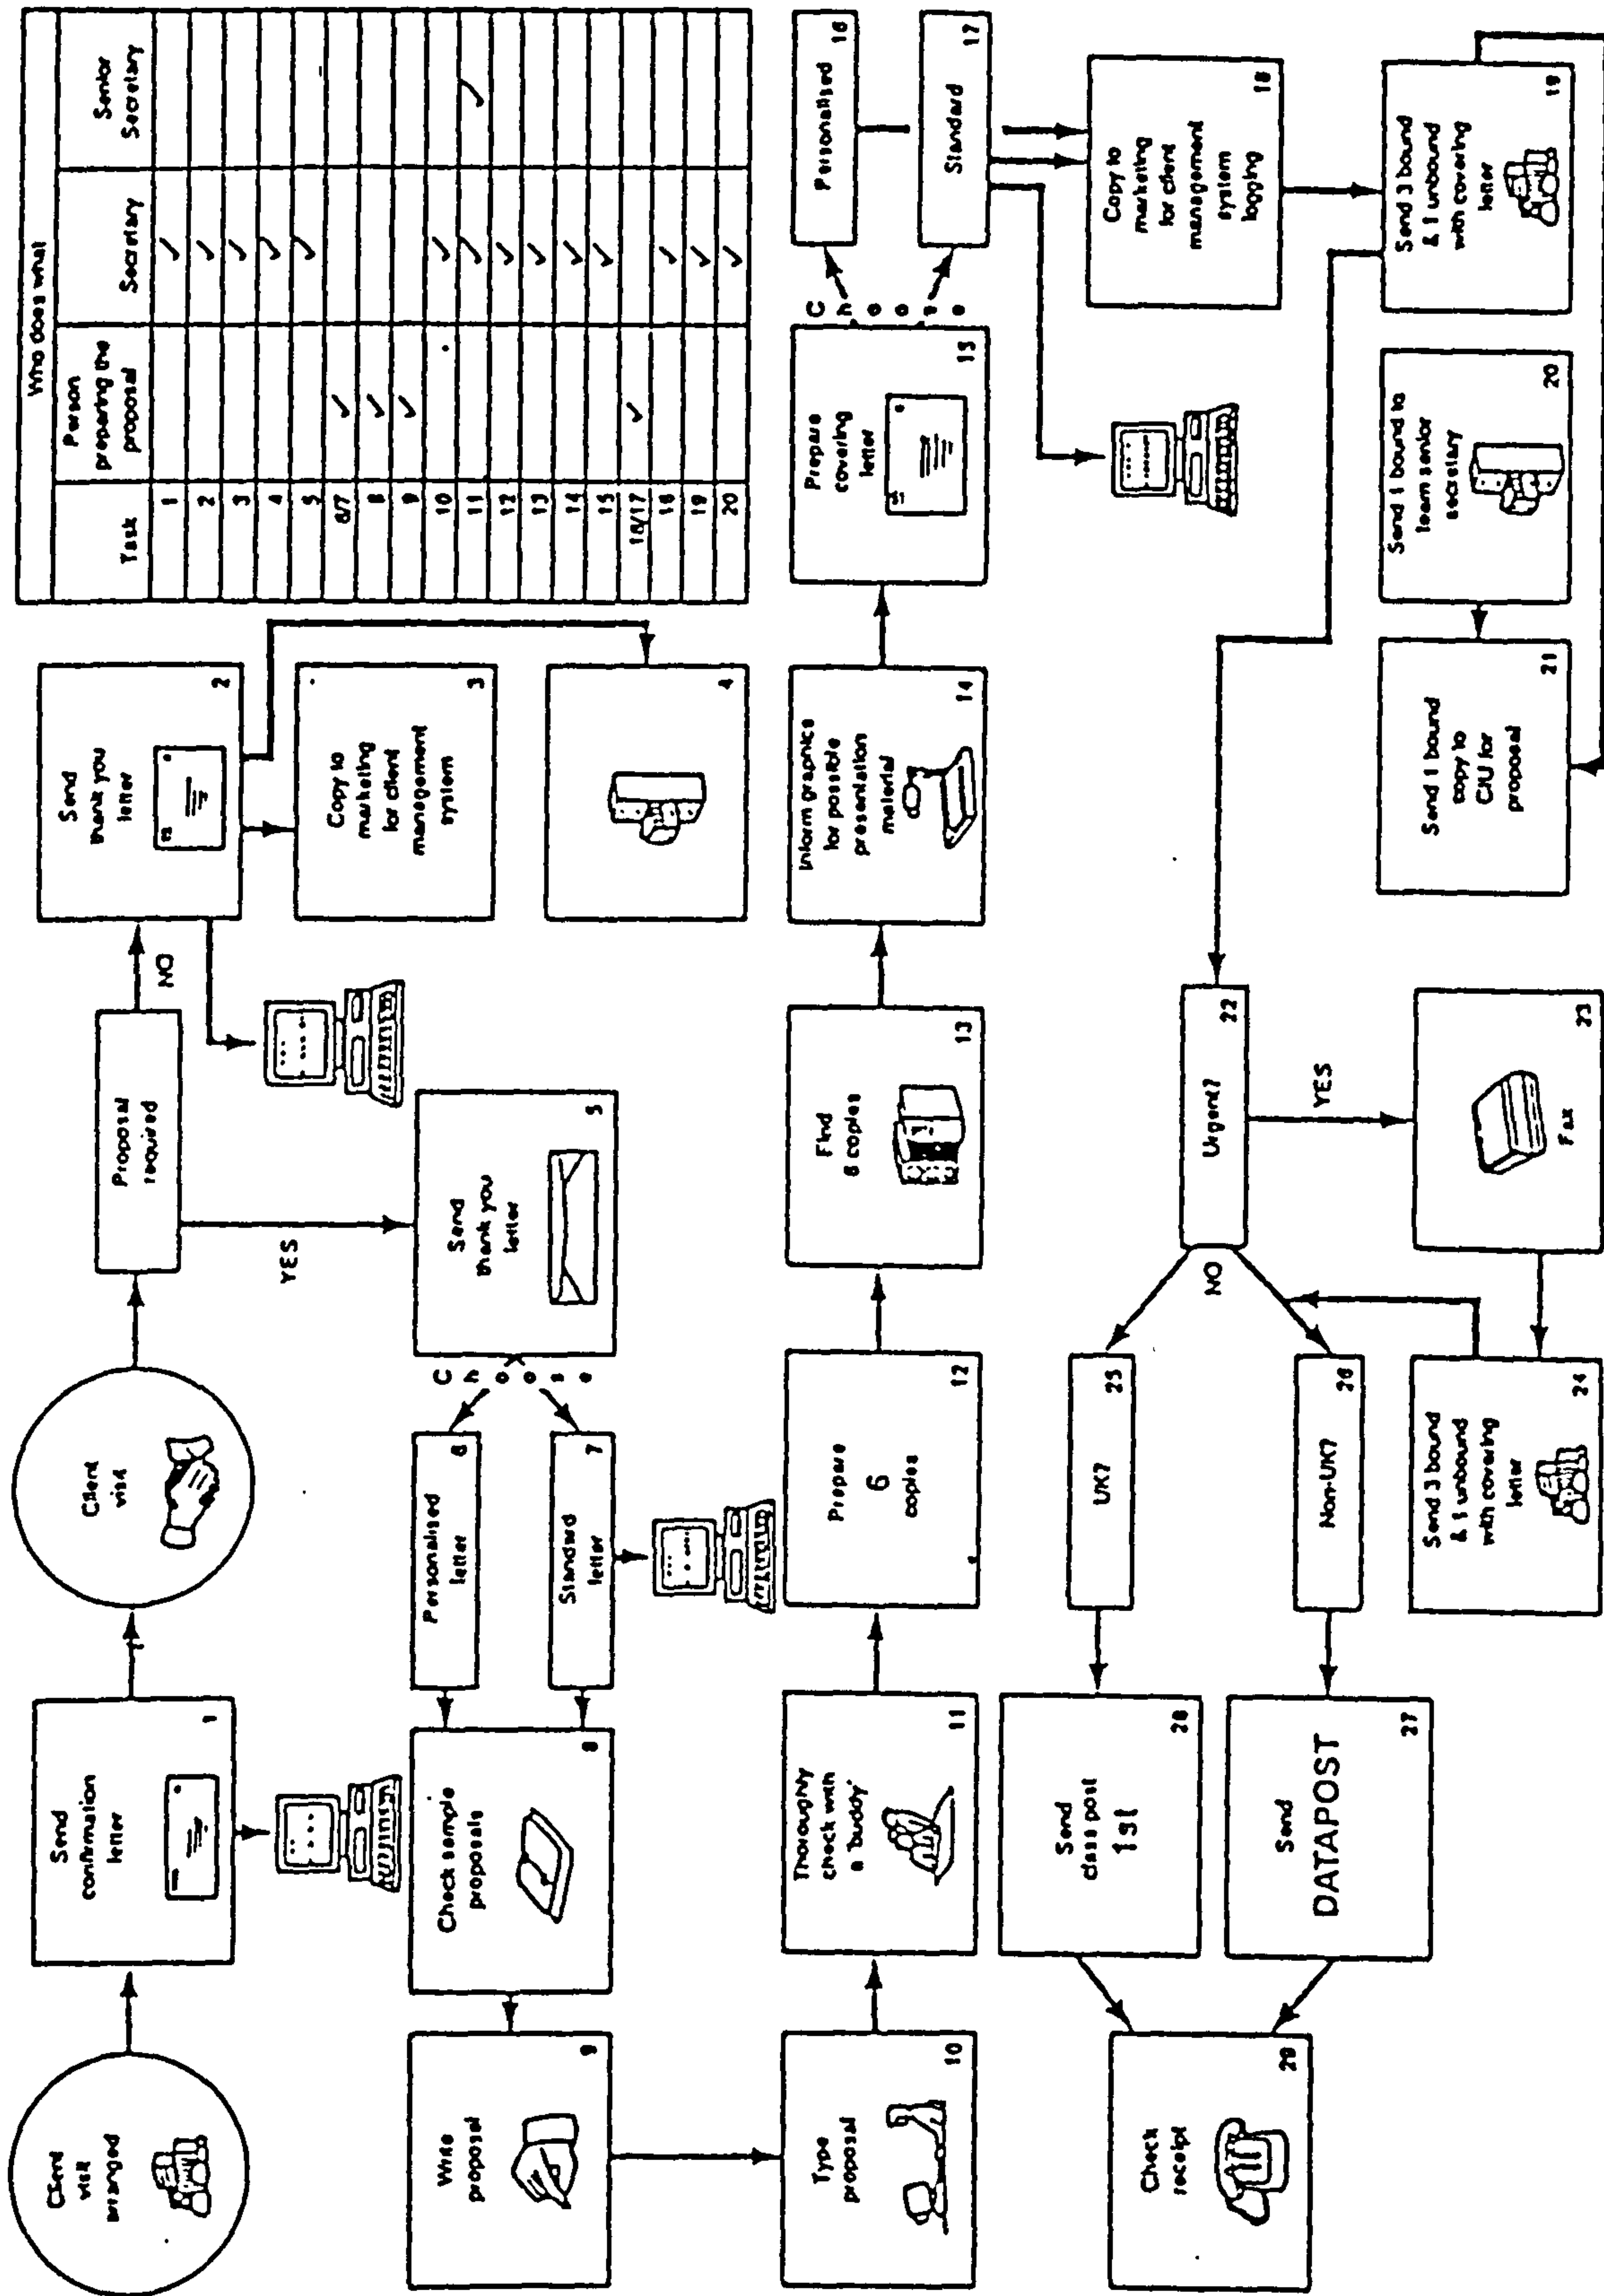 Client
visit
arranged
Send
confirmation
letter
1
Client
visit
Proposal
required
NO
YES
Send
thank you
letter
2
Copy to
marketing
for client
management
system
3
4
Send
thank you
letter
5
Choose
Personalised
letter
6
Standard
letter
7
Check sample
proposals
8
Write
proposal
9
Type
proposal
10
Thoroughly
check with
a 'buddy'
11
Prepare
6
copies
12
Find
6 copies
13
Inform graphics
for possible
presentation
material
14
Prepare
covering
letter
15
Choose
Personalised
16
Standard
17
Copy to
marketing
for client
management
system
logging
18
Send 3 bound
& 1 unbound
with covering
letter
19
Send 1 bound to
team senior
secretary
20
Send 1 bound
copy to
CIU for
proposal
21
Urgent?
22
YES
NO
Fax
23
Send 3 bound
& 1 unbound
with covering
letter
24
UK?
25
Non-UK?
26
Send
DATAPOST
27
Send
class post
1st
28
Check
receipt
29
Who does what
Task
Person
preparing the
proposal
Secretary
Senior
Secretary
1 ✓
2 ✓
3 ✓
4 ✓
5 ✓
6/7 ✓
8 ✓
9 ✓
10 ✓
11 ✓ ✓
12 ✓
13 ✓
14 ✓
15 ✓
16/17 ✓
18 ✓
19 ✓
20 ✓